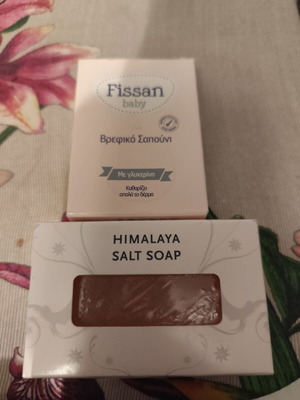 Fissan
baby
Βρεφικό Σαπούνι
Με γλυκερίνη
Καθαρίζει
απαλά το δέρμα
HIMALAYA
SALT SOAP